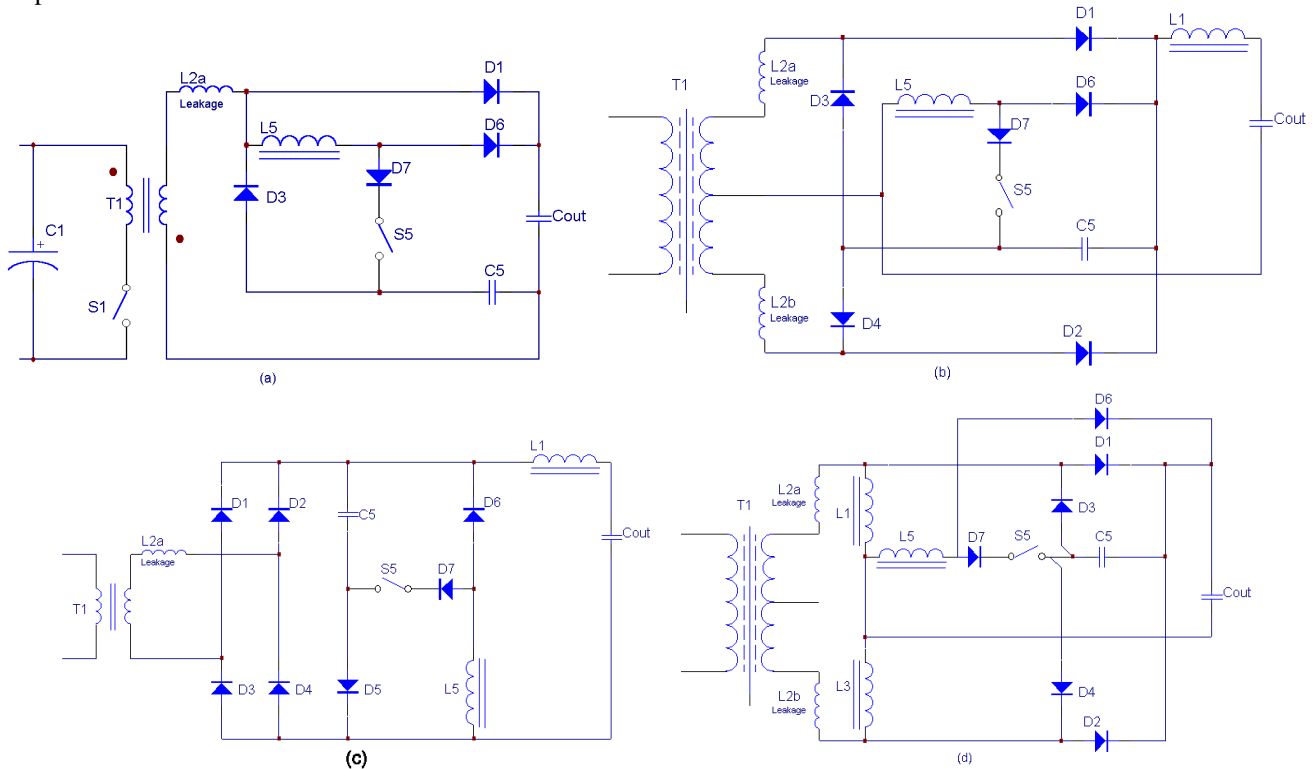 L2a
Leakage
D1
L5
D6
D7
D3
T1
C1
+
Cout
S5
C5
S1
(a)
D1
L1
L2a
Leakage
T1
D3
L5
D6
D7
Cout
S5
C5
L2b
Leakage
D4
D2
(b)
L1
D1
D2
D6
C5
Cout
L2a
Leakage
S5
D7
T1
D3
D4
D5
L5
(c)
D6
D1
L2a
Leakage
T1
L1
D3
L5
D7
S5
C5
Cout
L2b
Leakage
L3
D4
D2
(d)